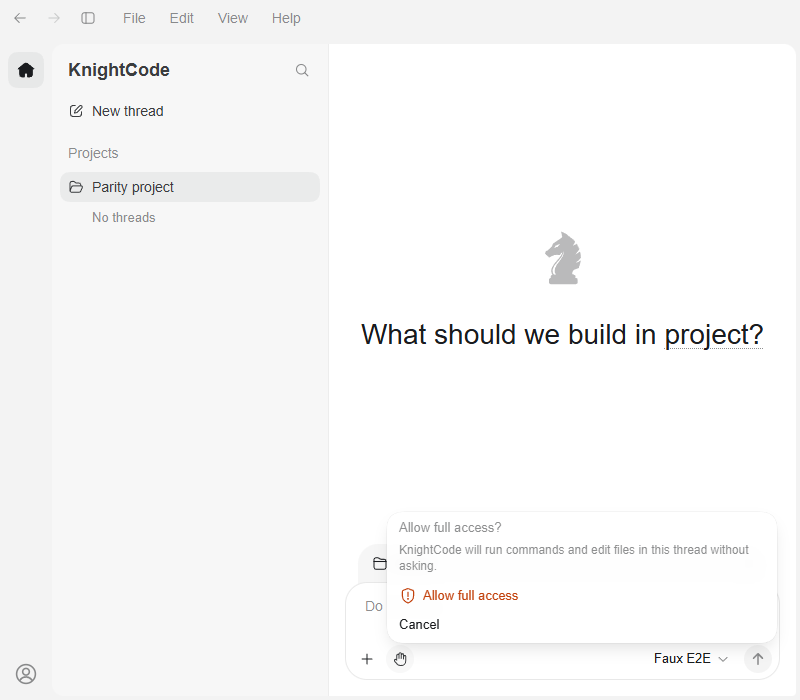 File Edit View Help
KnightCode
New thread
Projects
Parity project
No threads
What should we build in project?
Allow full access?
KnightCode will run commands and edit files in this thread without
asking.
Allow full access
Do
Cancel
Faux E2E